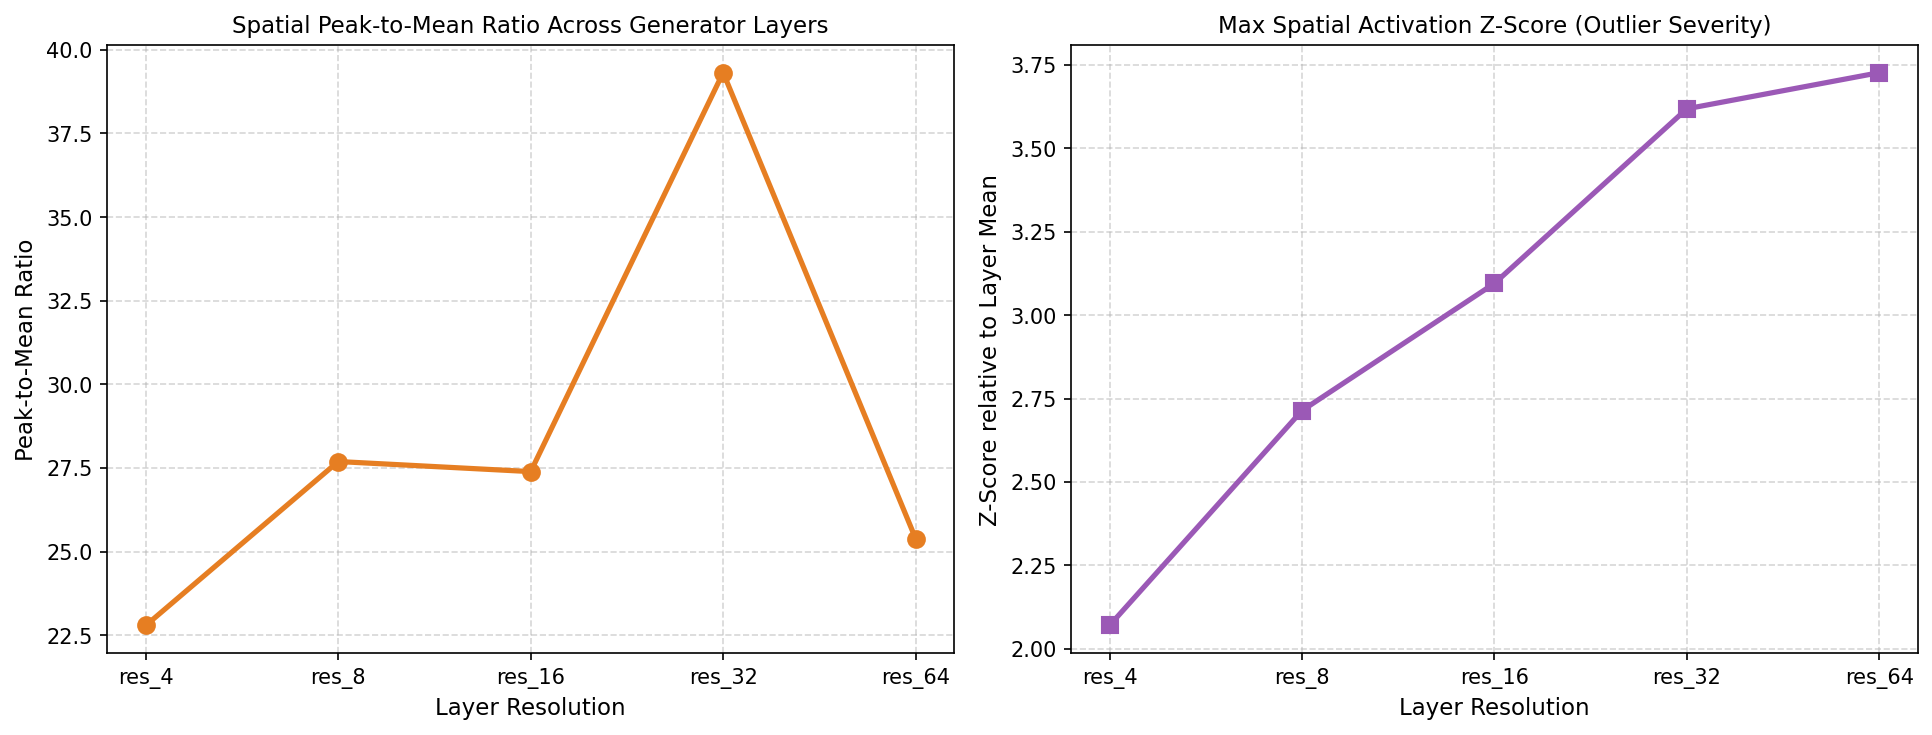 Spatial Peak-to-Mean Ratio Across Generator Layers
Peak-to-Mean Ratio
40.0
37.5
35.0
32.5
30.0
27.5
25.0
22.5
res_4 res_8 res_16 res_32 res_64
Layer Resolution
Max Spatial Activation Z-Score (Outlier Severity)
Z-Score relative to Layer Mean
3.75
3.50
3.25
3.00
2.75
2.50
2.25
2.00
res_4 res_8 res_16 res_32 res_64
Layer Resolution